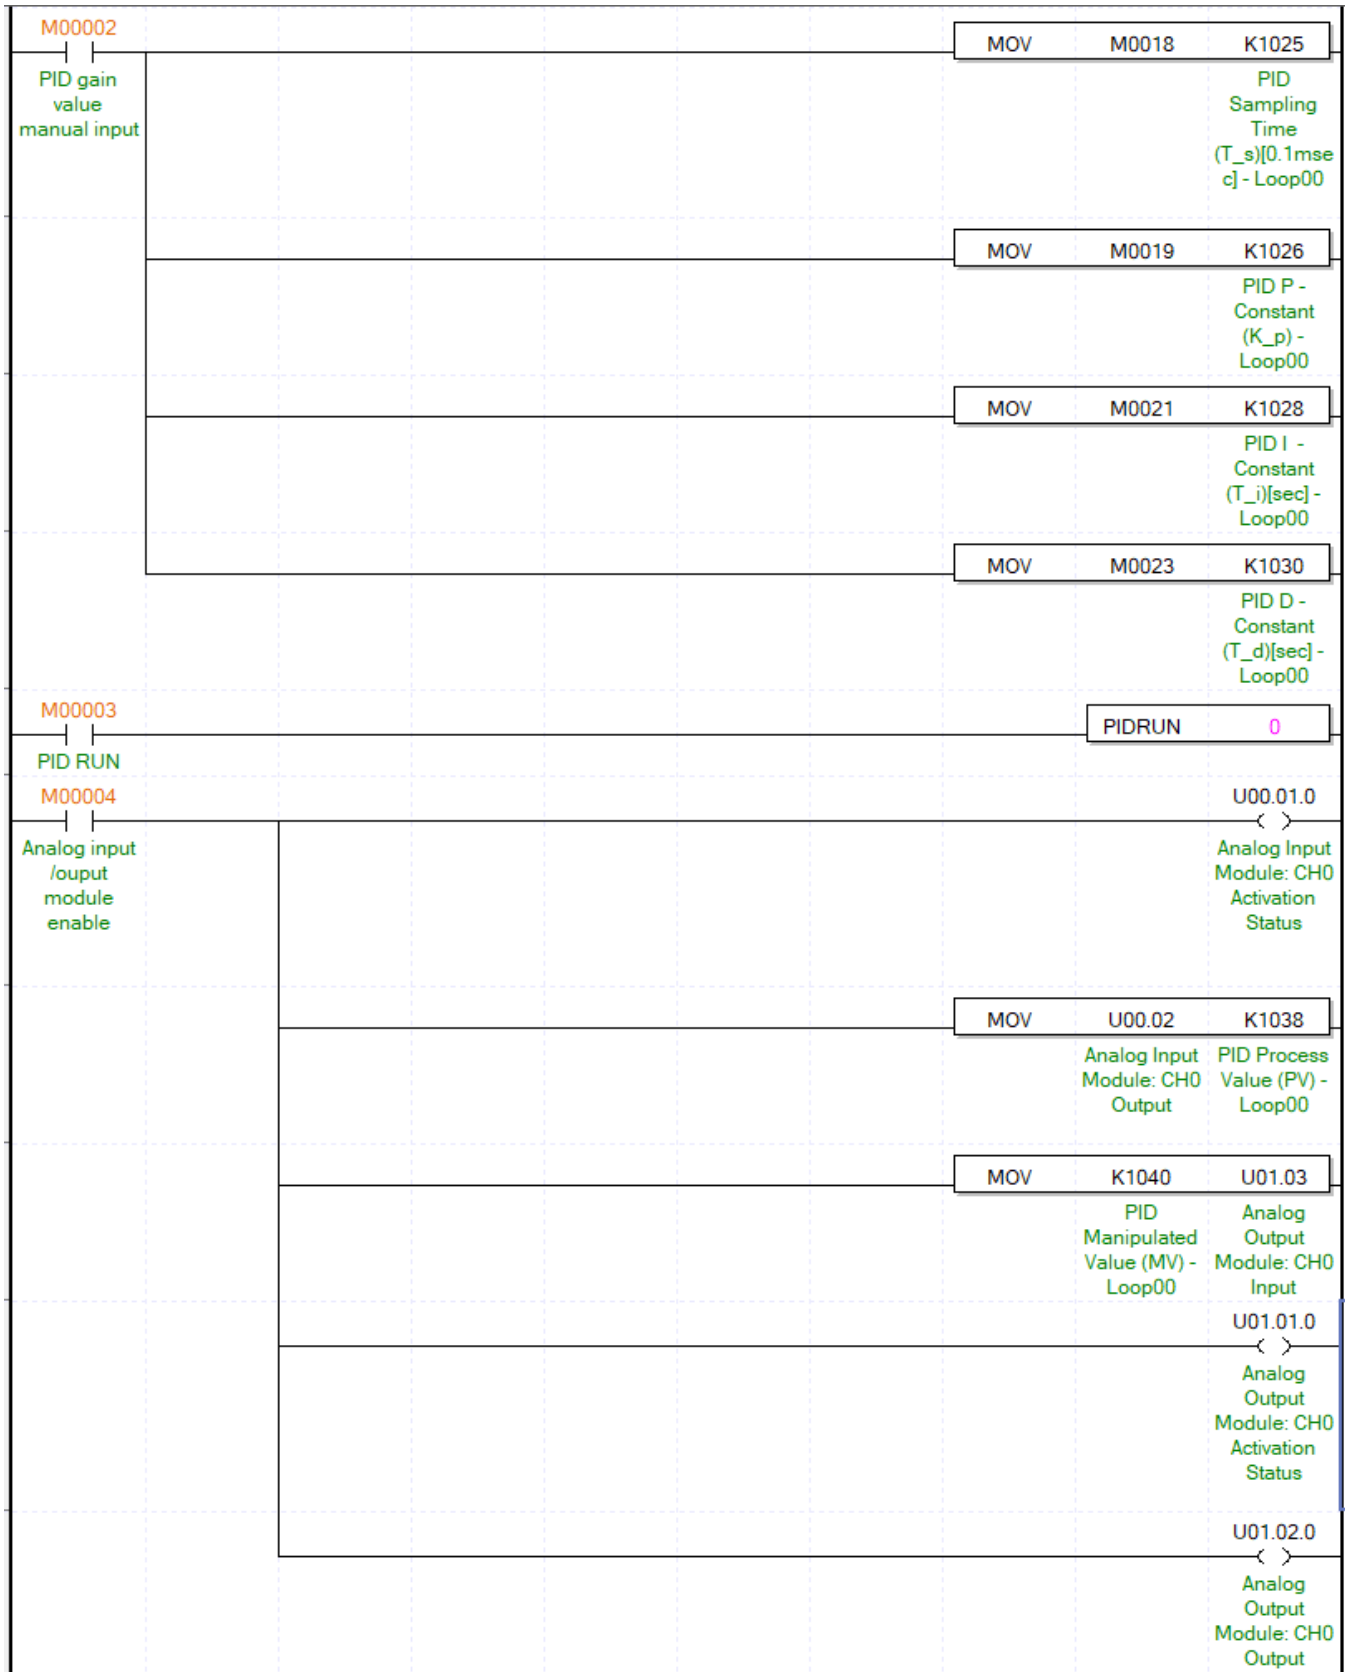 M00002
MOV M0018 K1025
PID gain
value
manual input
PID
Sampling
Time
(T_s)[0.1mse
c] - Loop00
MOV M0019 K1026
PID P -
Constant
(K_p) -
Loop00
MOV M0021 K1028
PID I -
Constant
(T_i)[sec] -
Loop00
MOV M0023 K1030
PID D -
Constant
(T_d)[sec] -
Loop00
M00003
PIDRUN 0
PID RUN
M00004
U00.01.0
Analog input
/ouput
module
enable
Analog Input
Module: CH0
Activation
Status
MOV U00.02 K1038
Analog Input
Module: CH0
Output
PID Process
Value (PV) -
Loop00
MOV K1040 U01.03
PID
Manipulated
Value (MV) -
Loop00
Analog
Output
Module: CH0
Input
U01.01.0
Analog
Output
Module: CH0
Activation
Status
U01.02.0
Analog
Output
Module: CH0
Output